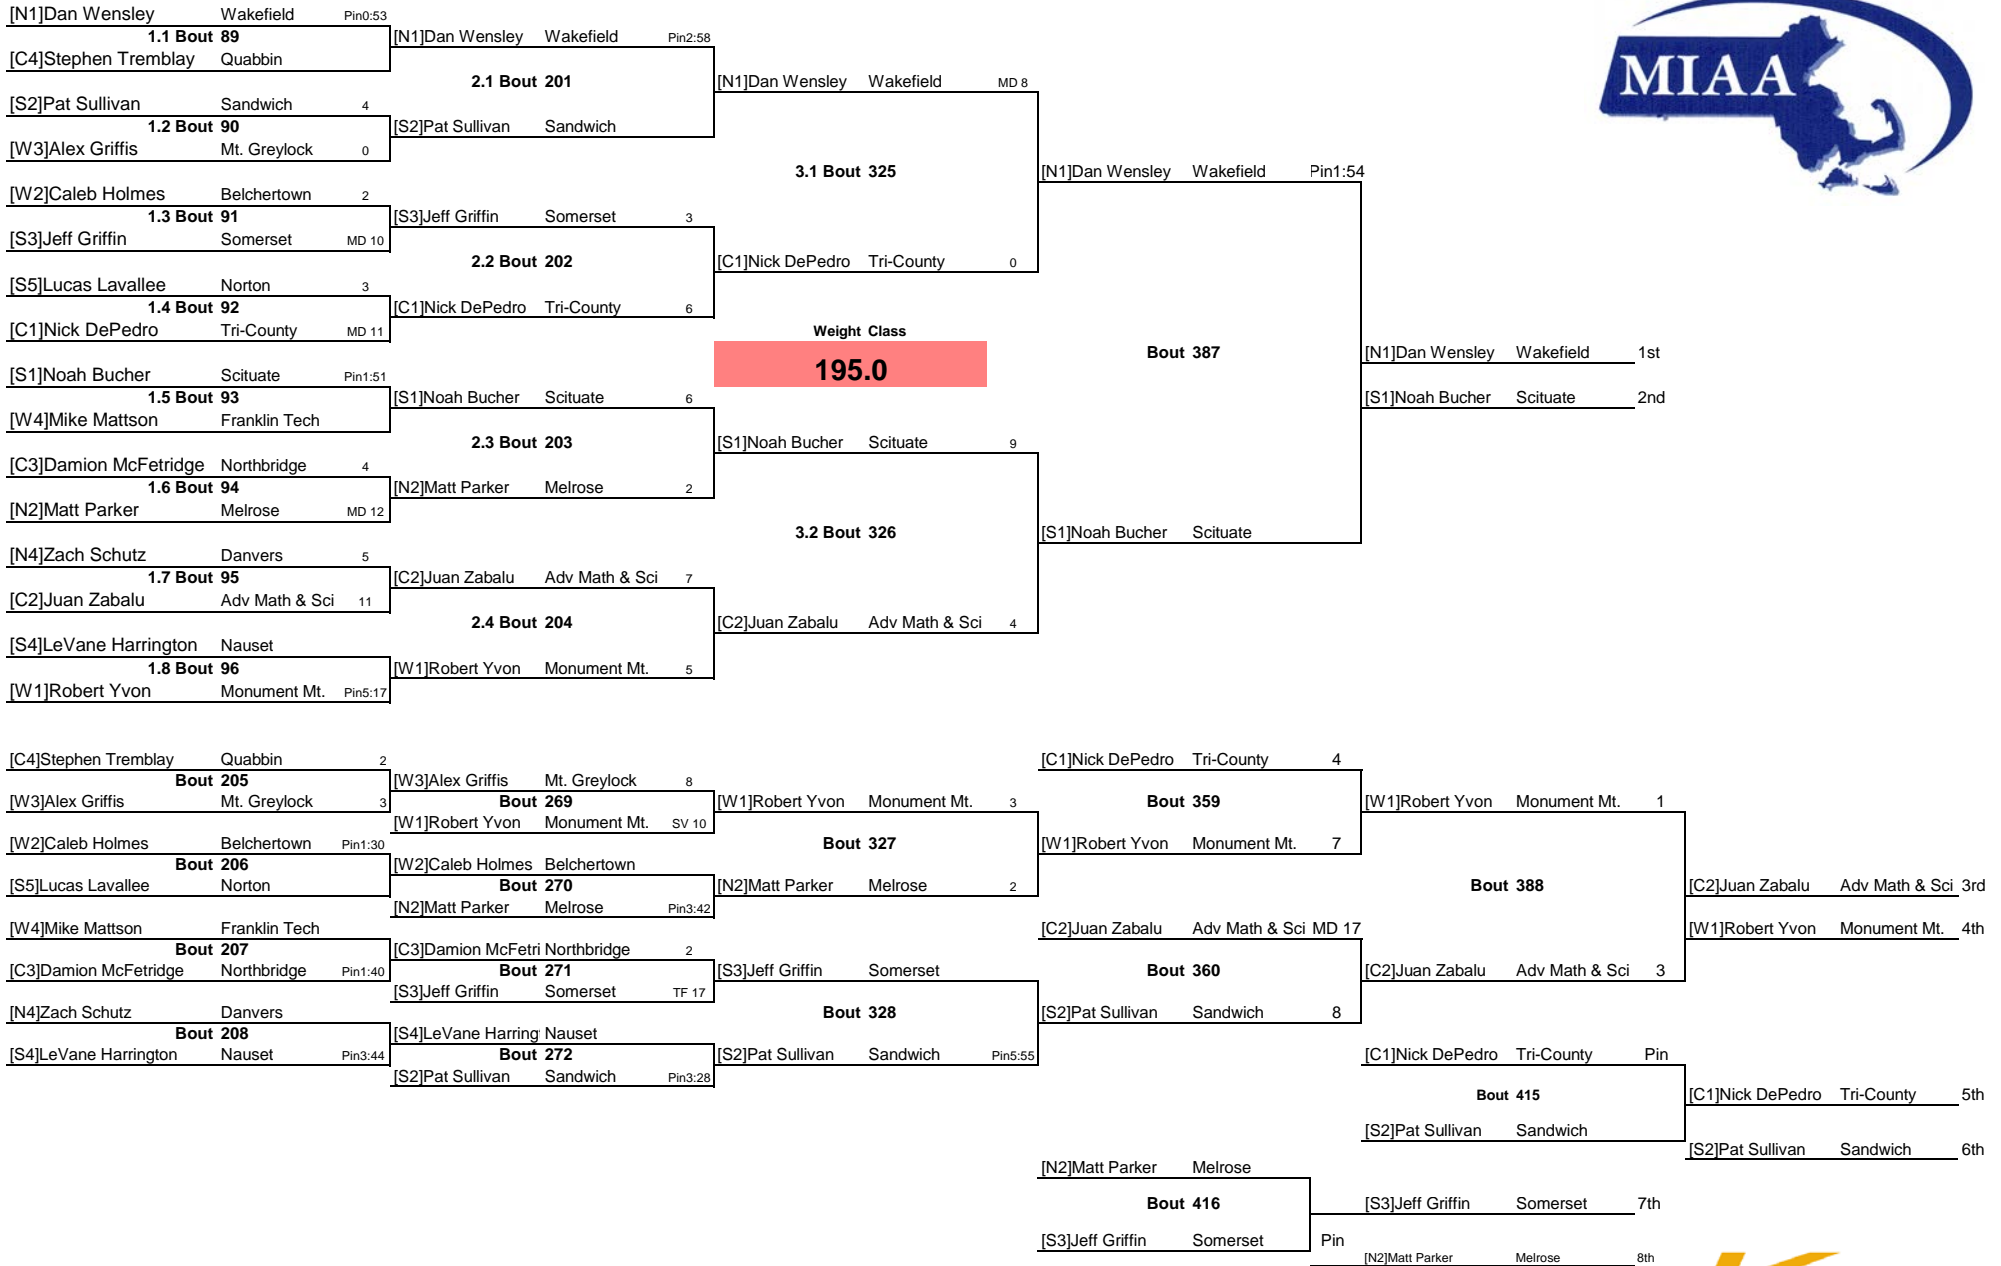 [N1]Dan Wensley Wakefield Pin0:53
1.1 Bout 89
[C4]Stephen Tremblay Quabbin
[S2]Pat Sullivan Sandwich 4
1.2 Bout 90
[W3]Alex Griffis Mt. Greylock 0
[W2]Caleb Holmes Belchertown 2
1.3 Bout 91
[S3]Jeff Griffin Somerset MD 10
[S5]Lucas Lavallee Norton 3
1.4 Bout 92
[C1]Nick DePedro Tri-County MD 11
[S1]Noah Bucher Scituate Pin1:51
1.5 Bout 93
[W4]Mike Mattson Franklin Tech
[C3]Damion McFetridge Northbridge 4
1.6 Bout 94
[N2]Matt Parker Melrose MD 12
[N4]Zach Schutz Danvers 5
1.7 Bout 95
[C2]Juan Zabalu Adv Math & Sci 11
[S4]LeVane Harrington Nauset
1.8 Bout 96
[W1]Robert Yvon Monument Mt. Pin5:17
[N1]Dan Wensley Wakefield Pin2:58
2.1 Bout 201
[S2]Pat Sullivan Sandwich
[S3]Jeff Griffin Somerset 3
2.2 Bout 202
[C1]Nick DePedro Tri-County 6
[S1]Noah Bucher Scituate 6
2.3 Bout 203
[N2]Matt Parker Melrose 2
[C2]Juan Zabalu Adv Math & Sci 7
2.4 Bout 204
[W1]Robert Yvon Monument Mt. 5
[N1]Dan Wensley Wakefield MD 8
3.1 Bout 325
[C1]Nick DePedro Tri-County 0
Weight Class
195.0
[S1]Noah Bucher Scituate 9
3.2 Bout 326
[C2]Juan Zabalu Adv Math & Sci 4
[N1]Dan Wensley Wakefield Pin1:54
Bout 387
[S1]Noah Bucher Scituate
[N1]Dan Wensley Wakefield 1st
[S1]Noah Bucher Scituate 2nd
MIAA
[C4]Stephen Tremblay Quabbin 2
Bout 205
[W3]Alex Griffis Mt. Greylock 3
[W2]Caleb Holmes Belchertown Pin1:30
Bout 206
[S5]Lucas Lavallee Norton
[W4]Mike Mattson Franklin Tech
Bout 207
[C3]Damion McFetridge Northbridge Pin1:40
[N4]Zach Schutz Danvers
Bout 208
[S4]LeVane Harrington Nauset Pin3:44
[W3]Alex Griffis Mt. Greylock 8
Bout 269
[W1]Robert Yvon Monument Mt. SV 10
[W2]Caleb Holmes Belchertown
Bout 270
[N2]Matt Parker Melrose Pin3:42
[C3]Damion McFetri Northbridge 2
Bout 271
[S3]Jeff Griffin Somerset TF 17
[S4]LeVane Harring Nauset
Bout 272
[S2]Pat Sullivan Sandwich Pin3:28
[W1]Robert Yvon Monument Mt. 3
Bout 327
[N2]Matt Parker Melrose 2
[S3]Jeff Griffin Somerset
Bout 328
[S2]Pat Sullivan Sandwich Pin5:55
[C1]Nick DePedro Tri-County 4
Bout 359
[W1]Robert Yvon Monument Mt. 7
[C2]Juan Zabalu Adv Math & Sci MD 17
Bout 360
[S2]Pat Sullivan Sandwich 8
[W1]Robert Yvon Monument Mt. 1
Bout 388
[C2]Juan Zabalu Adv Math & Sci 3
[C2]Juan Zabalu Adv Math & Sci 3rd
[W1]Robert Yvon Monument Mt. 4th
[C1]Nick DePedro Tri-County Pin
Bout 415
[S2]Pat Sullivan Sandwich
[C1]Nick DePedro Tri-County 5th
[S2]Pat Sullivan Sandwich 6th
[N2]Matt Parker Melrose
Bout 416
[S3]Jeff Griffin Somerset Pin
[S3]Jeff Griffin Somerset 7th
[N2]Matt Parker Melrose 8th